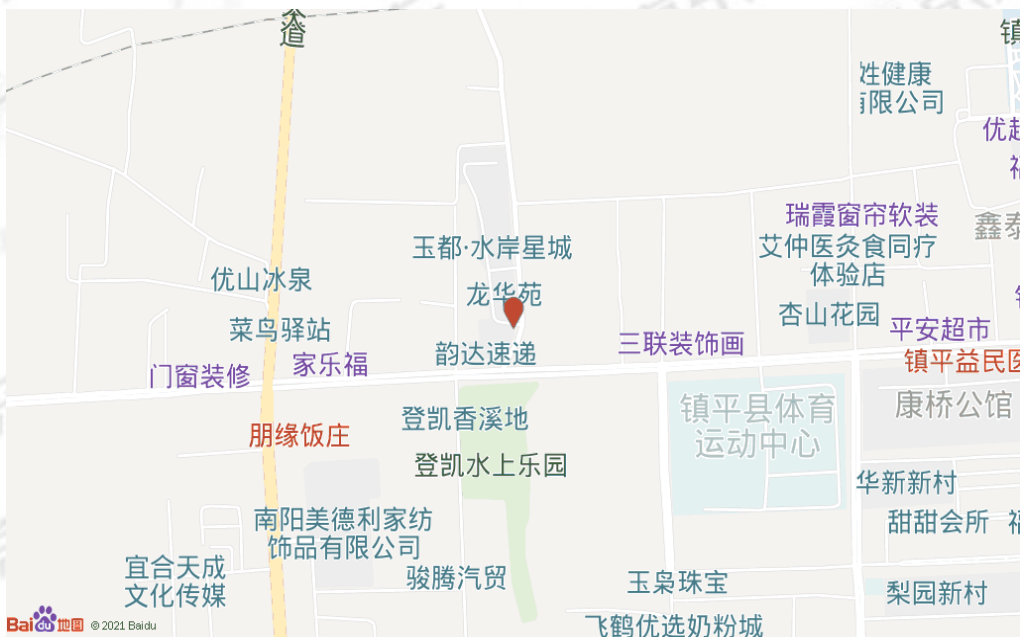 道
镇
姓健康
有限公司
优越
福
瑞霞窗帘软装
鑫泰
玉都·水岸星城
艾仲医灸食同疗
体验店
优山冰泉
龙华苑
杏山花园
菜鸟驿站
平安超市
三联装饰画
韵达速递
家乐福
镇平益民医
门窗装修
镇平县体育
运动中心
康桥公馆
登凯香溪地
朋缘饭庄
登凯水上乐园
华新新村
南阳美德利家纺
饰品有限公司
甜甜会所
福
宜合天成
文化传媒
骏腾汽贸
玉枭珠宝
梨园新村
飞鹤优选奶粉城
Bai du 地图 © 2021 Baidu